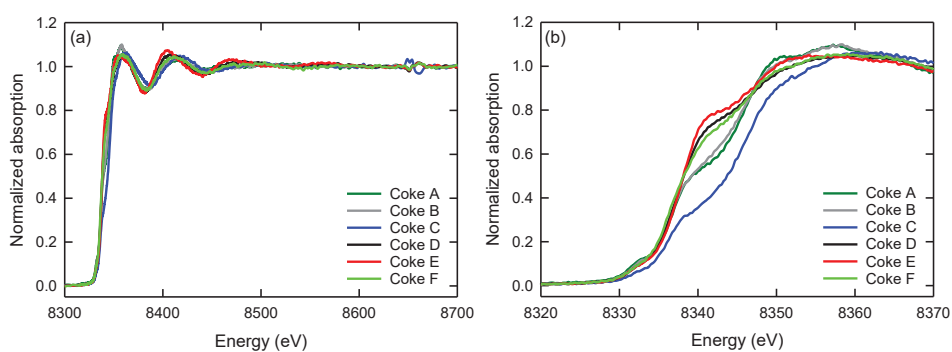 (a)
Normalized absorption
1.2
1.0
0.8
0.6
0.4
0.2
0.0
8300
8400
8500
8600
8700
Energy (eV)
Coke A
Coke B
Coke C
Coke D
Coke E
Coke F
(b)
Normalized absorption
1.2
1.0
0.8
0.6
0.4
0.2
0.0
8320
8330
8340
8350
8360
8370
Energy (eV)
Coke A
Coke B
Coke C
Coke D
Coke E
Coke F